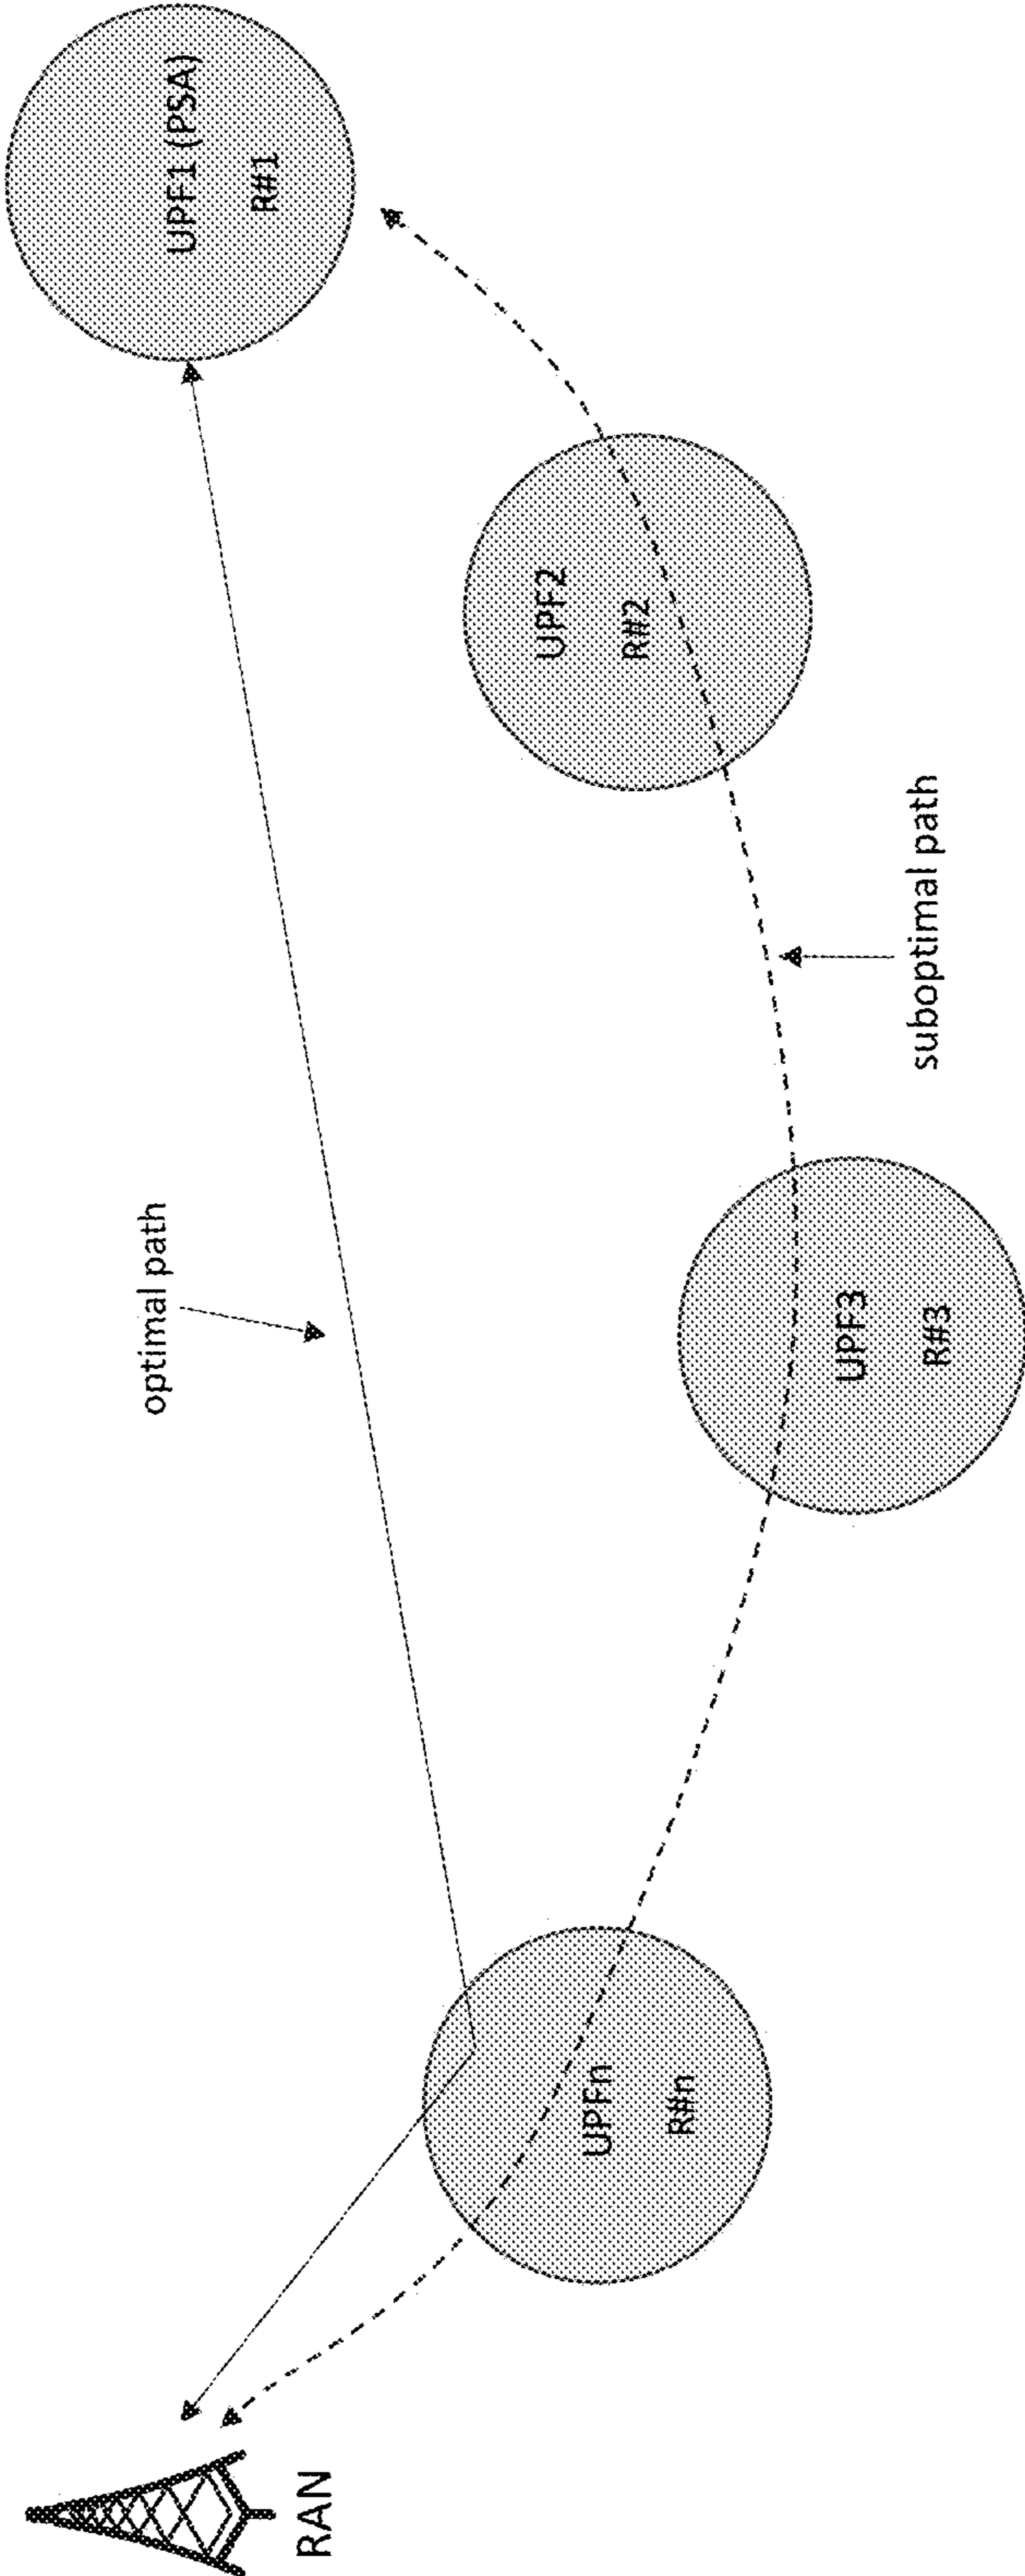 RAN
optimal path
UPFn
R#n
UPF3
R#3
UPF2
R#2
UPF1 (PSA)
R#1
suboptimal path